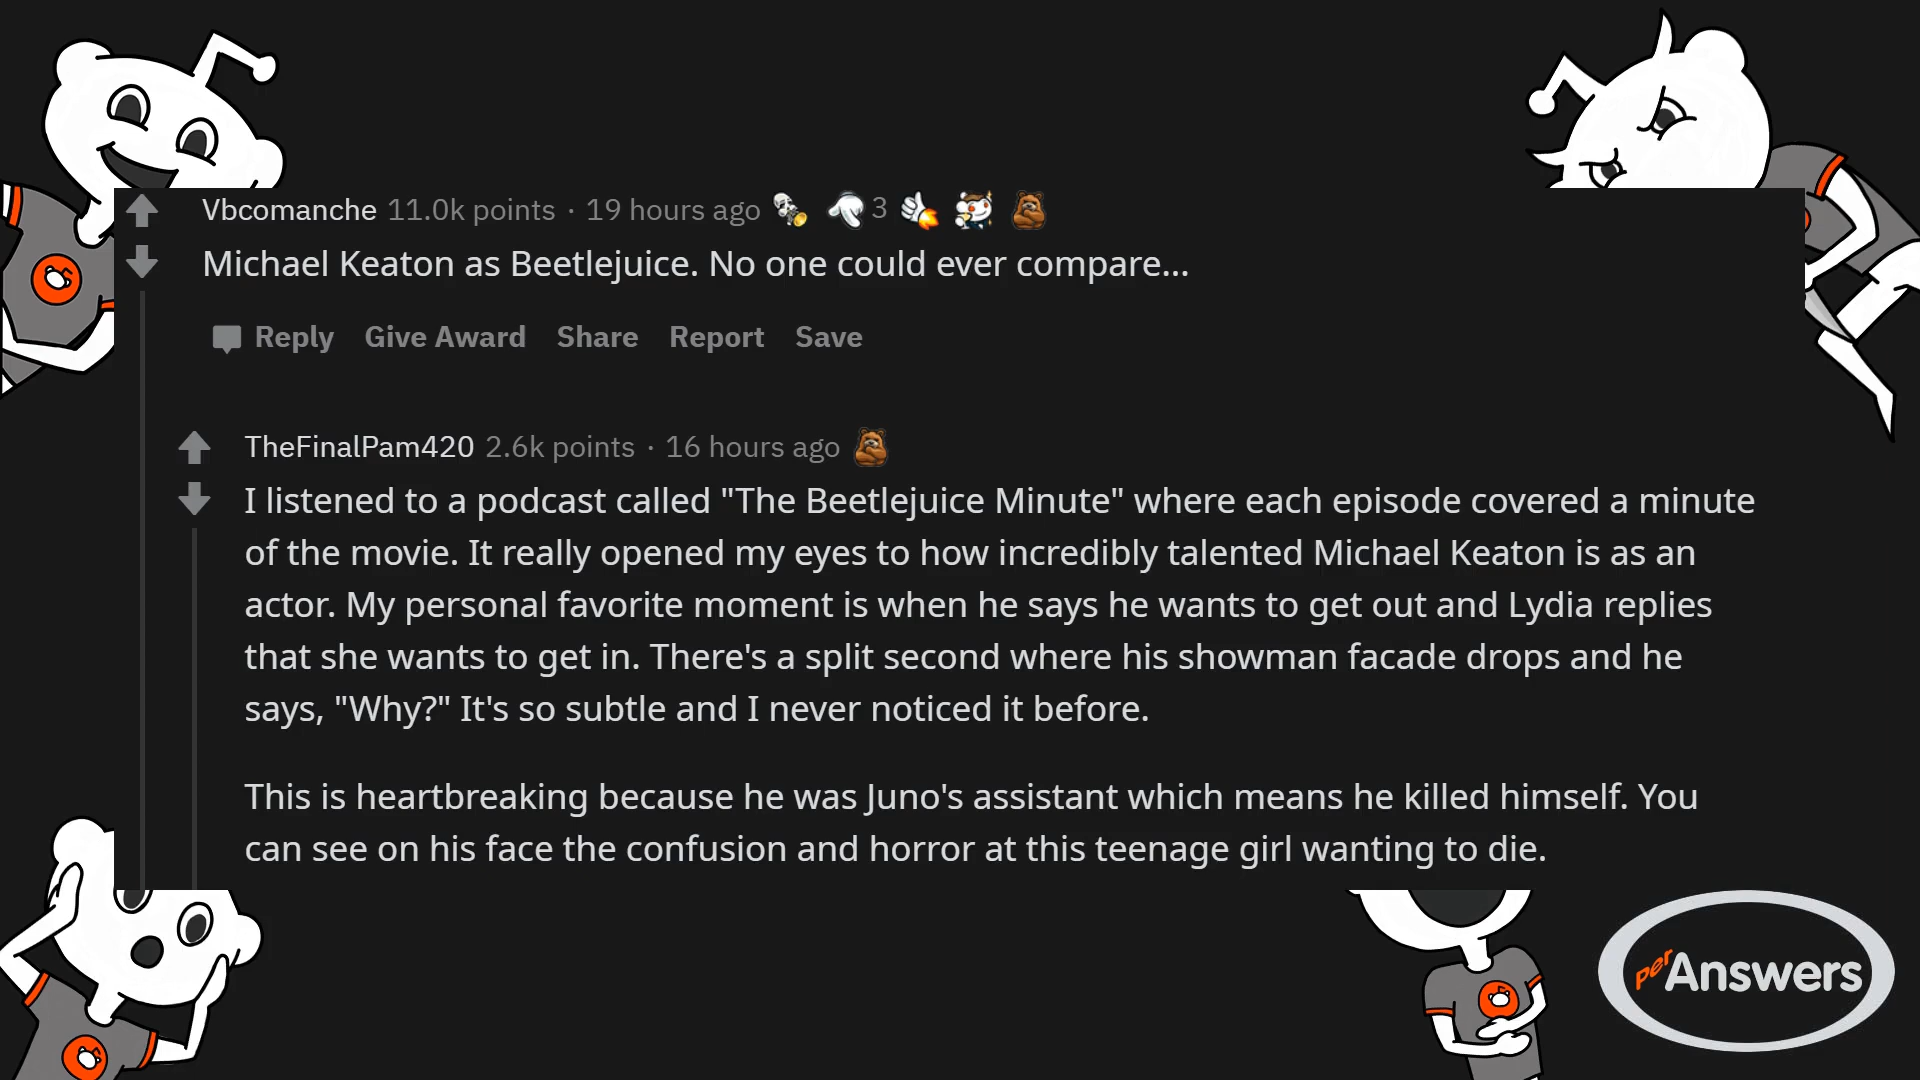 Vbcomanche 11.0k points · 19 hours ago 3
Michael Keaton as Beetlejuice. No one could ever compare...
Reply Give Award Share Report Save
TheFinalPam420 2.6k points · 16 hours ago
I listened to a podcast called "The Beetlejuice Minute" where each episode covered a minute
of the movie. It really opened my eyes to how incredibly talented Michael Keaton is as an
actor. My personal favorite moment is when he says he wants to get out and Lydia replies
that she wants to get in. There's a split second where his showman facade drops and he
says, "Why?" It's so subtle and I never noticed it before.
This is heartbreaking because he was Juno's assistant which means he killed himself. You
can see on his face the confusion and horror at this teenage girl wanting to die.
perAnswers